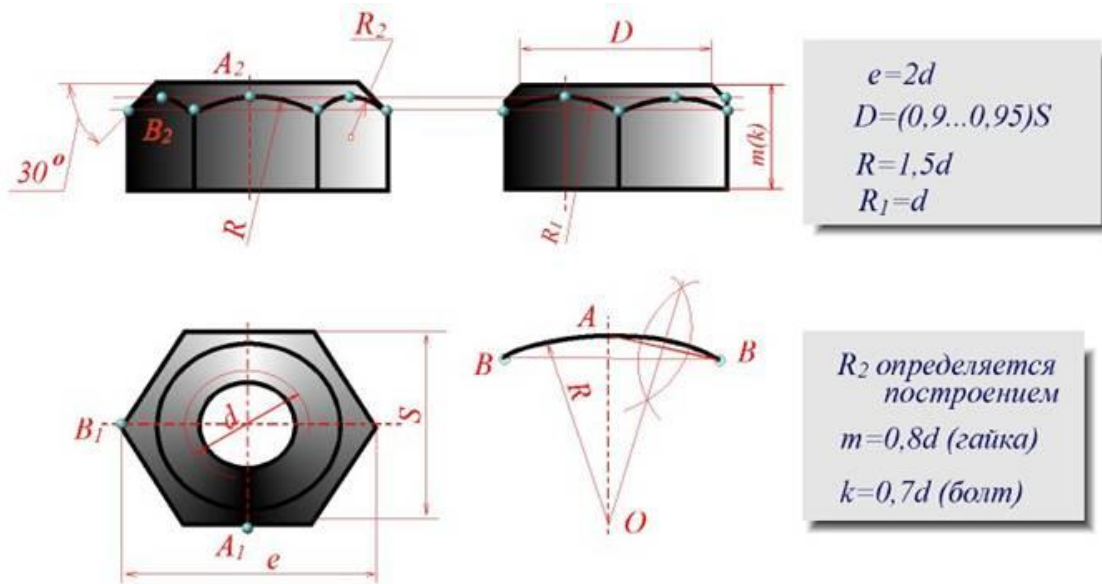 R₂
D
A₂
B₂
30°
R
R₁
m(k)
e=2d
D=(0,9...0,95)S
R=1,5d
R₁=d
A
B
B
R
O
B₁
d
S
A₁
e
R₂ определяется
построением
m=0,8d (гайка)
k=0,7d (болт)